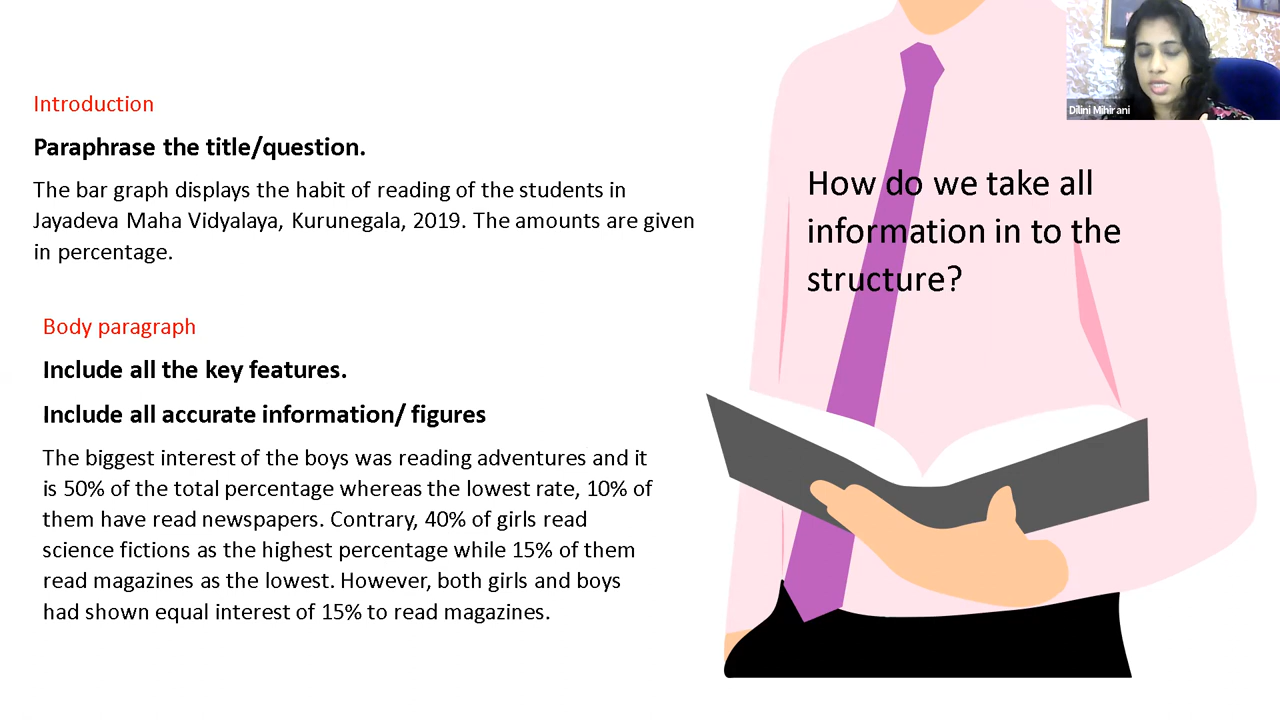 Introduction
Paraphrase the title/question.
The bar graph displays the habit of reading of the students in
Jayadeva Maha Vidyalaya, Kurunegala, 2019. The amounts are given
in percentage.
Body paragraph
Include all the key features.
Include all accurate information/ figures
The biggest interest of the boys was reading adventures and it
is 50% of the total percentage whereas the lowest rate, 10% of
them have read newspapers. Contrary, 40% of girls read
science fictions as the highest percentage while 15% of them
read magazines as the lowest. However, both girls and boys
had shown equal interest of 15% to read magazines.
How do we take all
information in to the
structure?
Dilini Mihirani